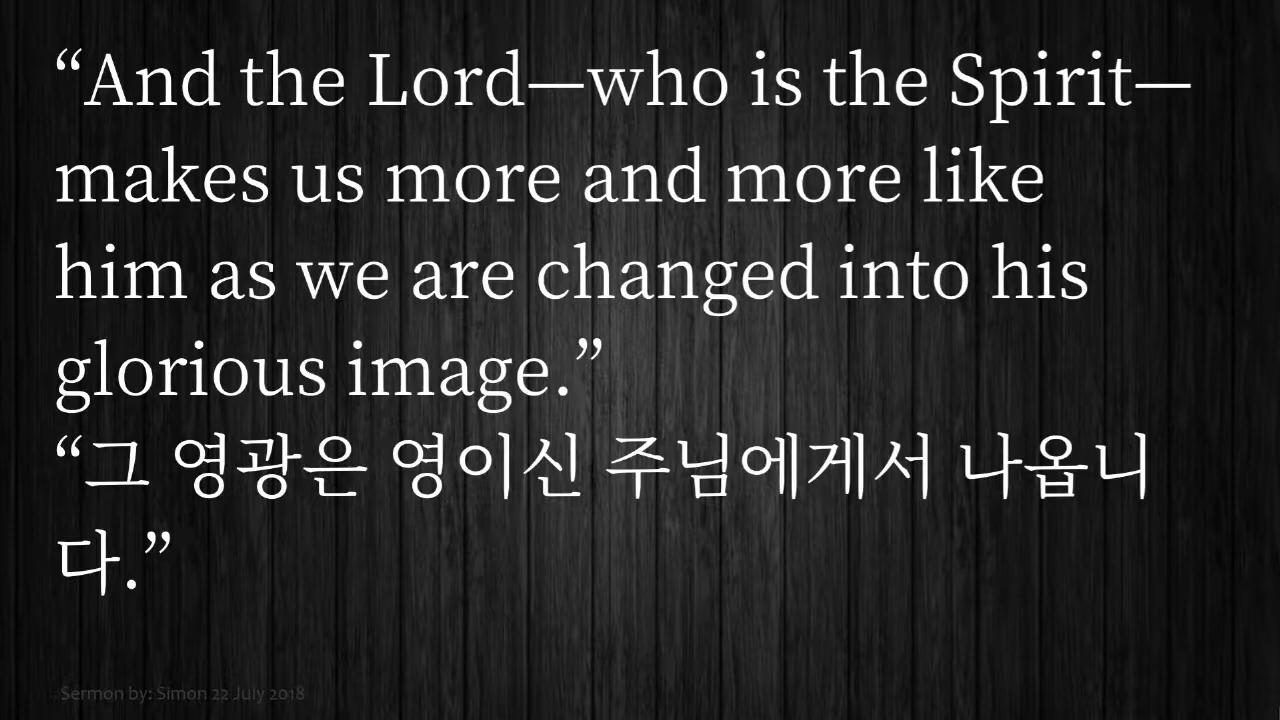 “And the Lord—who is the Spirit—
makes us more and more like
him as we are changed into his
glorious image.”
“그 영광은 영이신 주님에게서 나옵니
다.”
Sermon by: Simon 22 July 2018